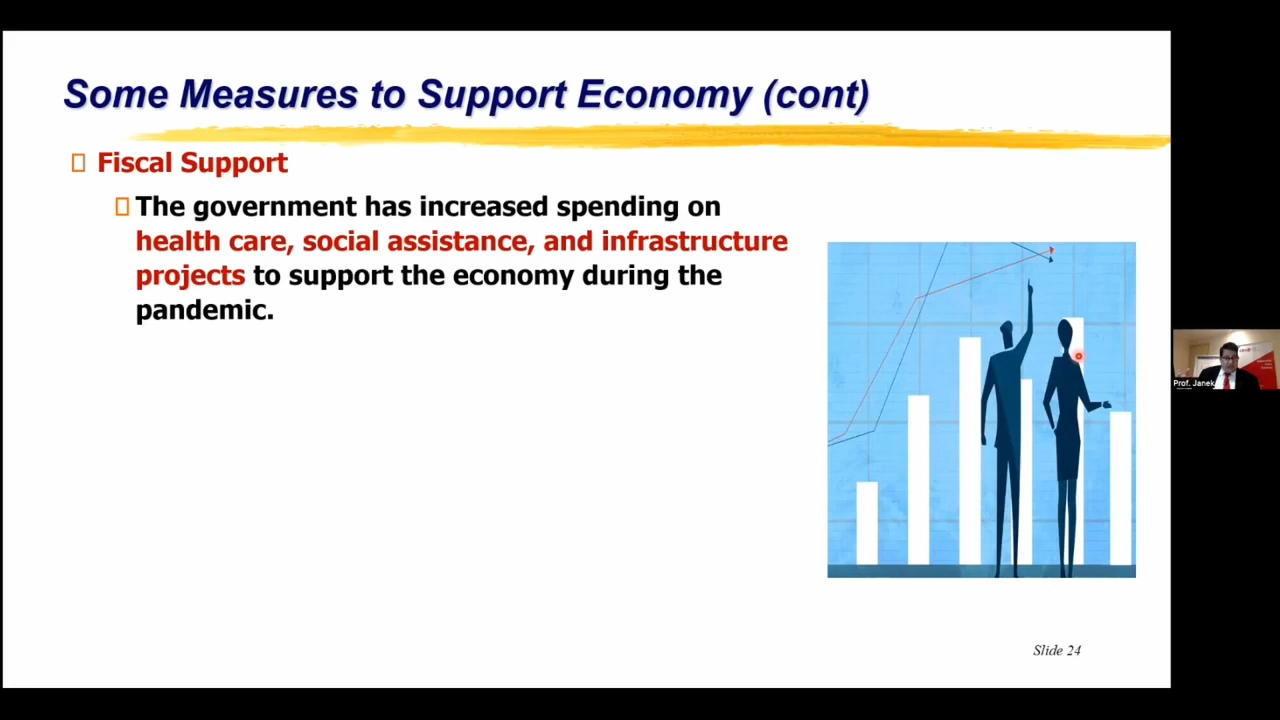 Some Measures to Support Economy (cont)
Fiscal Support
The government has increased spending on
health care, social assistance, and infrastructure
projects to support the economy during the
pandemic.
Slide 24
Prof. Janek